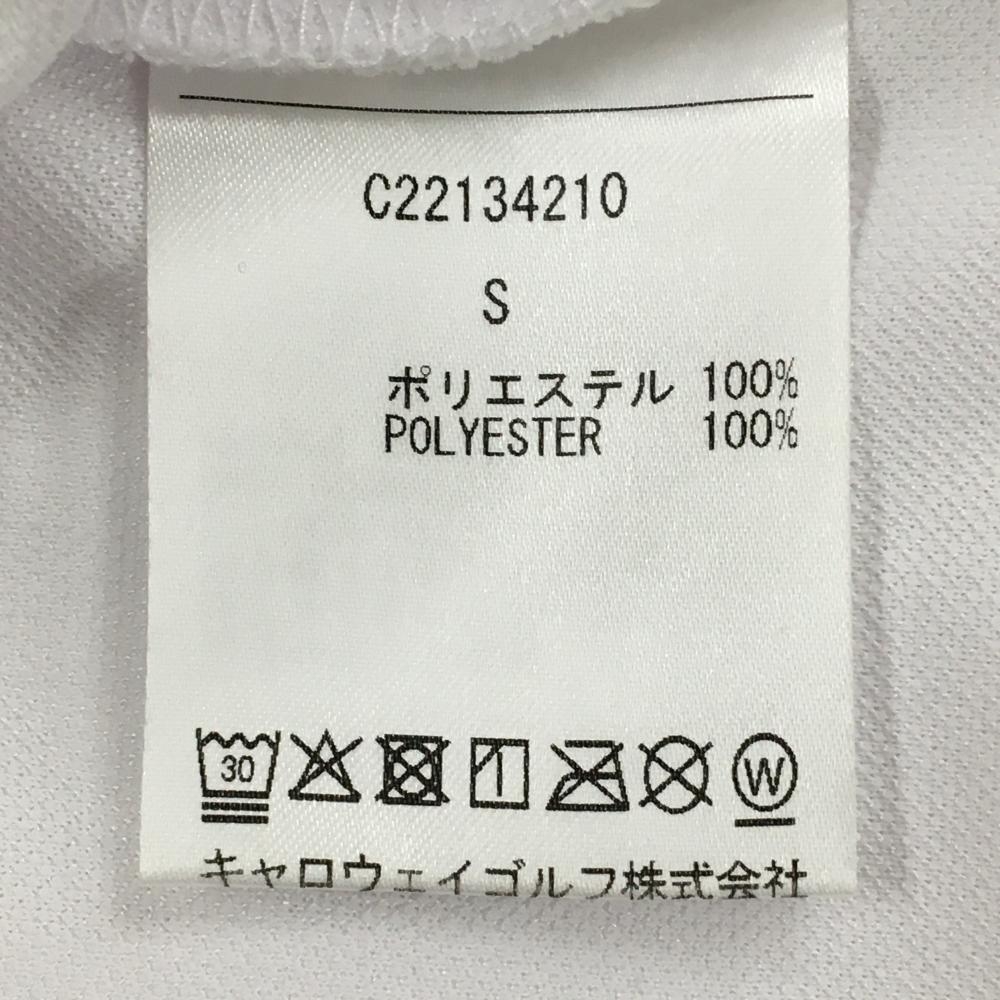 C22134210
S
ポリエステル 100%
POLYESTER 100%
30 W
キャロウェイゴルフ株式会社